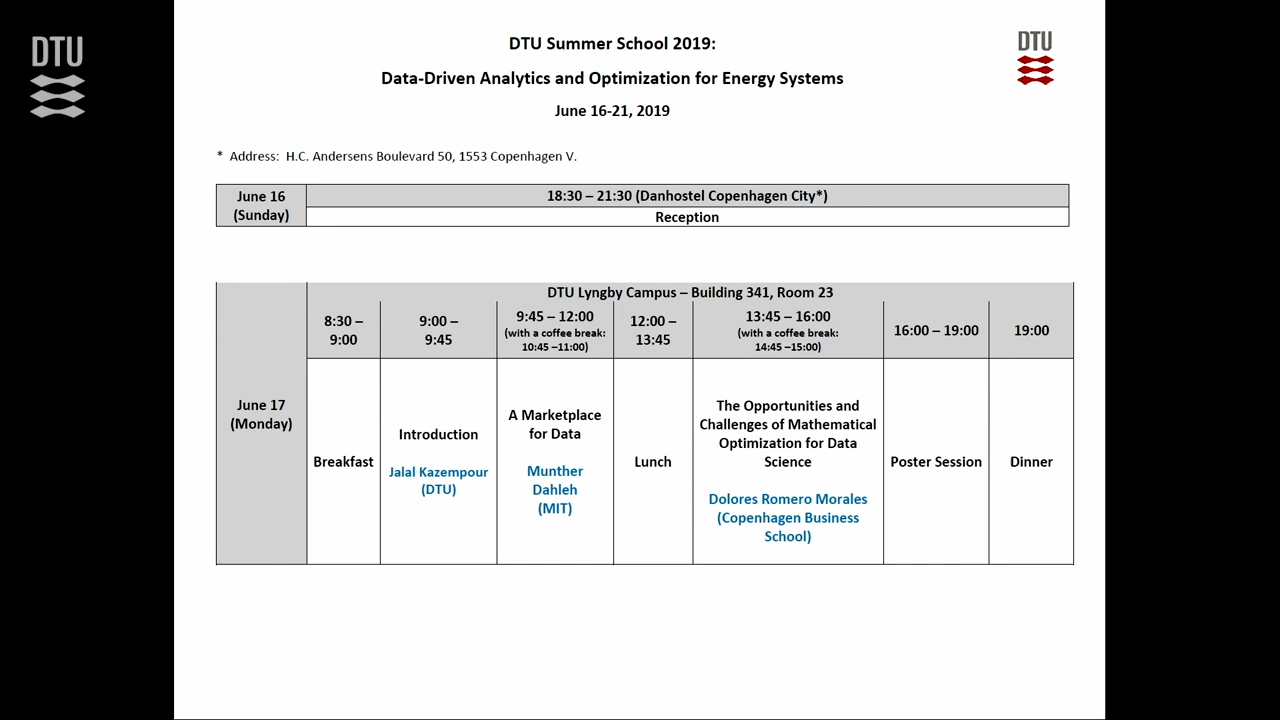 DTU
DTU
DTU Summer School 2019:
Data-Driven Analytics and Optimization for Energy Systems
June 16-21, 2019
* Address: H.C. Andersens Boulevard 50, 1553 Copenhagen V.
June 16
(Sunday)
18:30 – 21:30 (Danhostel Copenhagen City*)
Reception
June 17
(Monday)
DTU Lyngby Campus – Building 341, Room 23
8:30 –
9:00
9:00 –
9:45
9:45 – 12:00
(with a coffee break:
10:45 –11:00)
12:00 –
13:45
13:45 – 16:00
(with a coffee break:
14:45 –15:00)
16:00 – 19:00
19:00
Breakfast
Introduction
Jalal Kazempour
(DTU)
A Marketplace
for Data
Munther
Dahleh
(MIT)
Lunch
The Opportunities and
Challenges of Mathematical
Optimization for Data
Science
Dolores Romero Morales
(Copenhagen Business
School)
Poster Session
Dinner